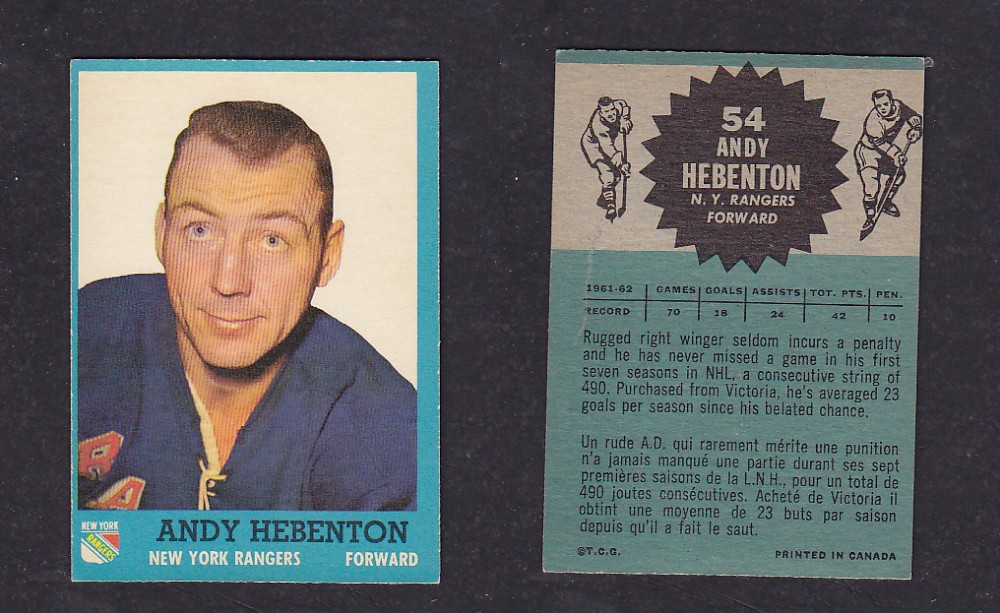 RA
NEW YORK
RANGERS
ANDY HEBENTON
NEW YORK RANGERS FORWARD
54
ANDY
HEBENTON
N. Y. RANGERS
FORWARD
1961-62 GAMES GOALS ASSISTS TOT. PTS. PEN.
RECORD 70 18 24 42 10
Rugged right winger seldom incurs a penalty
and he has never missed a game in his first
seven seasons in NHL, a consecutive string of
490. Purchased from Victoria, he's averaged 23
goals per season since his belated chance.
Un rude A.D. qui rarement mérite une punition
n'a jamais manqué une partie durant ses sept
premières saisons de la L.N.H., pour un total de
490 joutes consécutives. Acheté de Victoria il
obtint une moyenne de 23 buts par saison
depuis qu'il a fait le saut.
©T.C.G. PRINTED IN CANADA